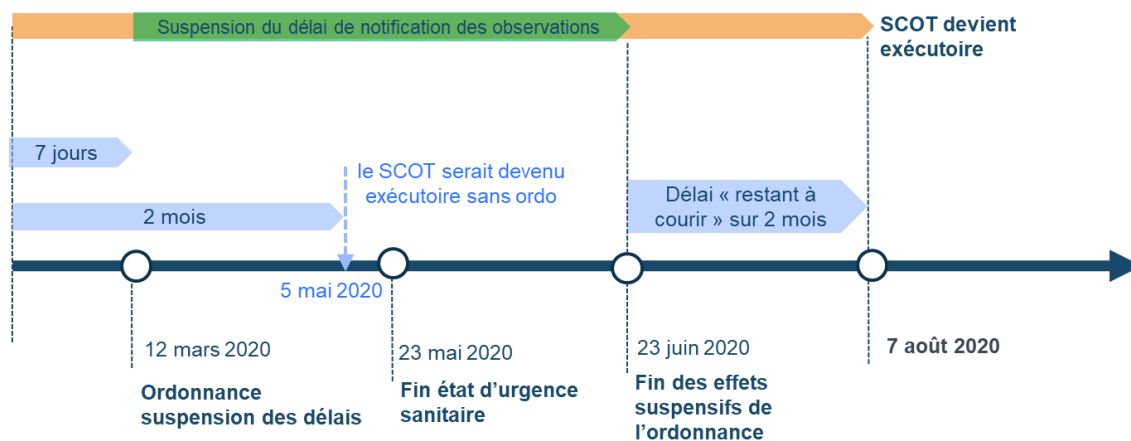 Suspension du délai de notification des observations
SCOT devient
exécutoire
7 jours
le SCOT serait devenu
exécutoire sans ordo
2 mois
Délai « restant à
courir » sur 2 mois
5 mai 2020
12 mars 2020
Ordonnance
suspension des délais
23 mai 2020
Fin état d’urgence
sanitaire
23 juin 2020
Fin des effets
suspensifs de
l’ordonnance
7 août 2020